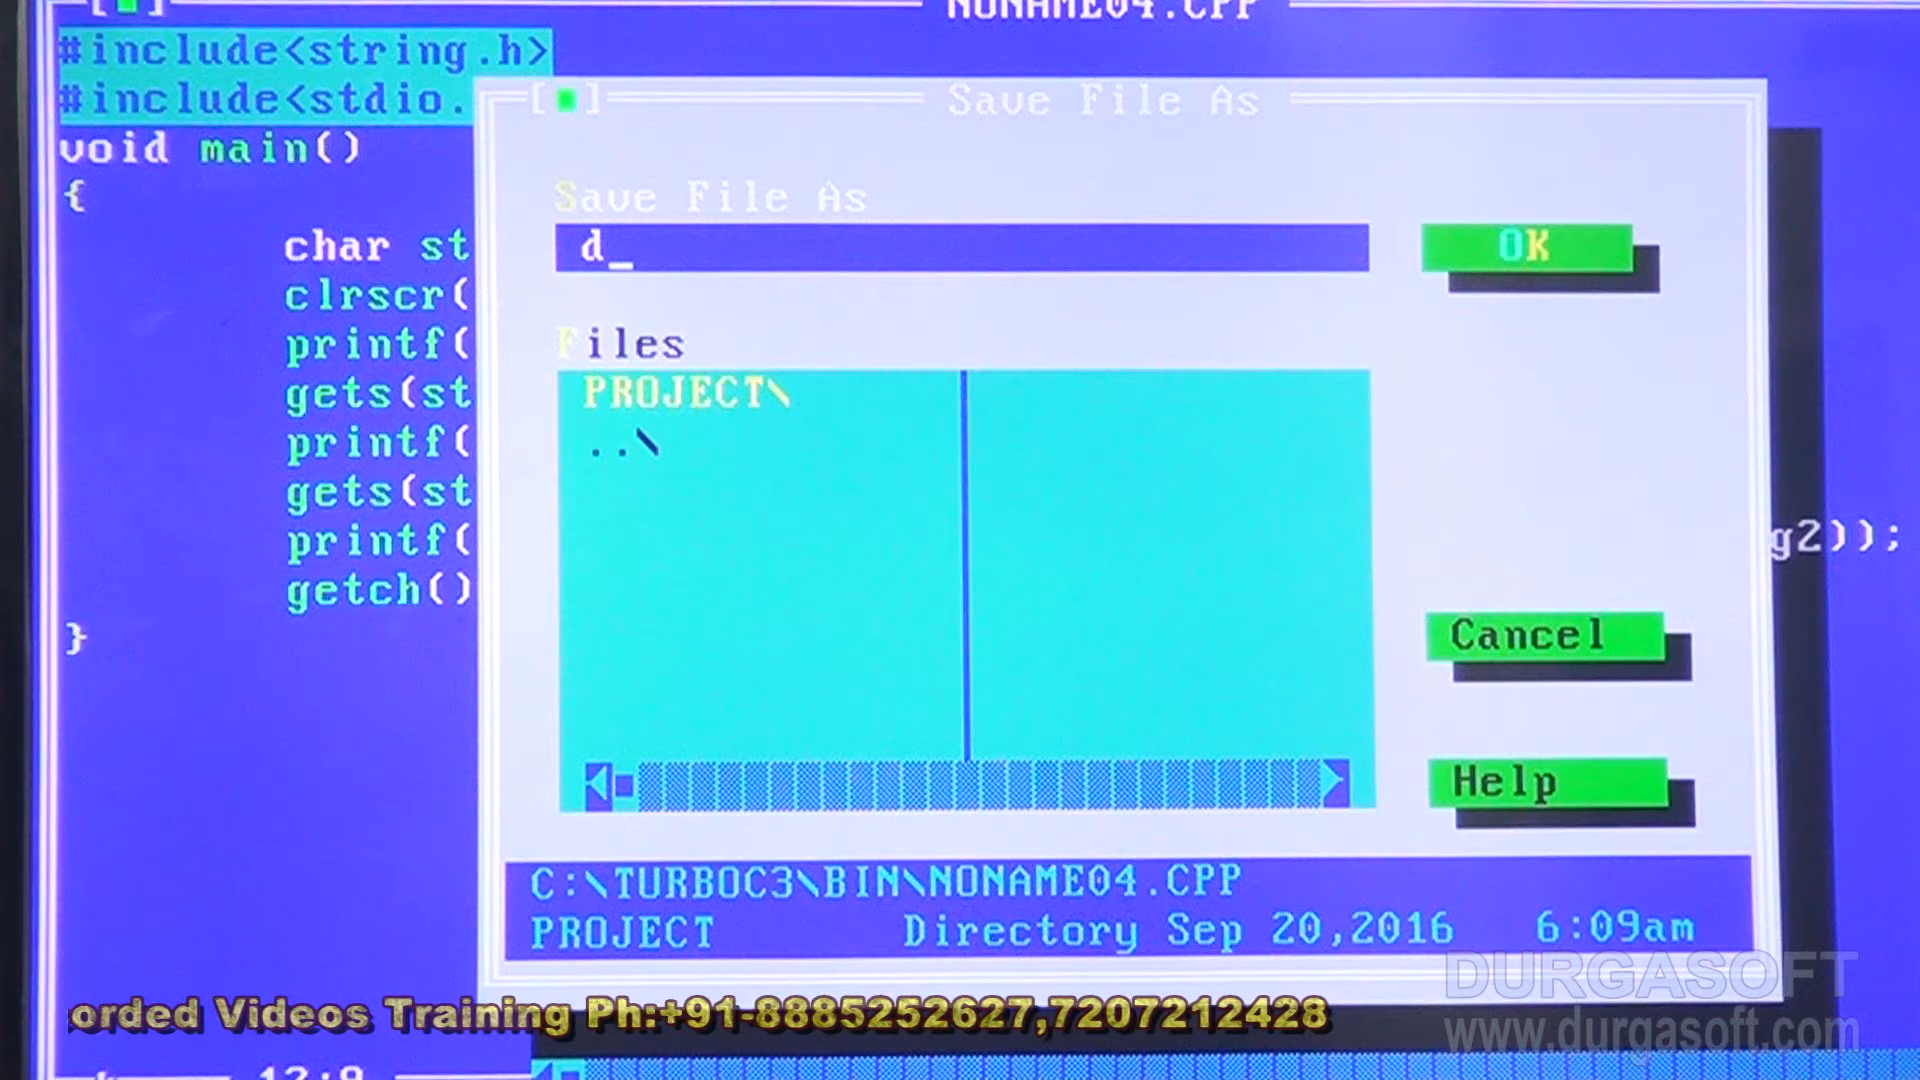 NONAME04.CPP
#include<string.h>
#include<stdio.
void main()
{
char st
clrscr(
printf(
gets(st
printf(
gets(st
printf(
g2));
getch()
}
Save File As
Save File As
d_
OK
Files
PROJECT\
..\
Cancel
Help
C:\TURBOC3\BIN\NONAME04.CPP
PROJECT Directory Sep 20,2016 6:09am
DURGASOFT
www.durgasoft.com
orded Videos Training Ph:+91-8885252627,7207212428
12:9